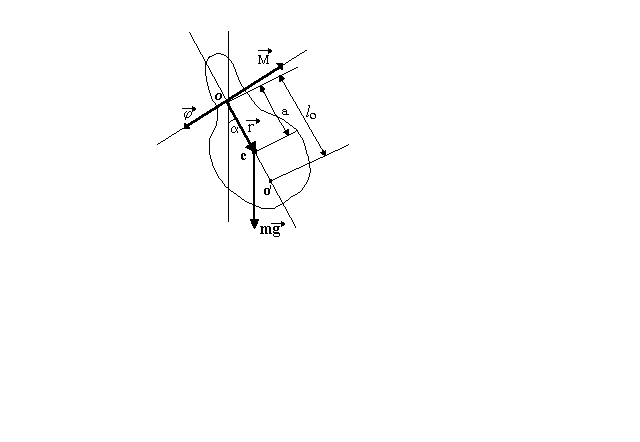 M⃗
o
φ⃗
a
l₀
α r⃗
c
o'
mg⃗